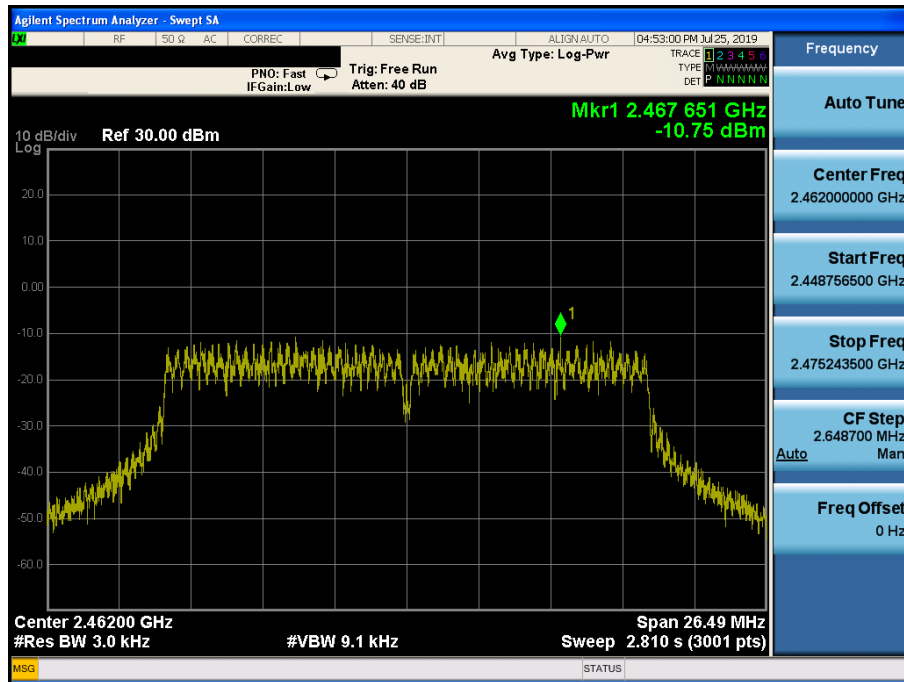 Agilent Spectrum Analyzer - Swept SA
LXI RF 50 Ω AC CORREC SENSE:INT ALIGN AUTO 04:53:00 PM Jul 25, 2019
Frequency
PNO: Fast Trig: Free Run Avg Type: Log-Pwr TRACE 1 2 3 4 5 6
IFGain:Low Atten: 40 dB TYPE M WWWWW
DET P N N N N N
Auto Tune
Mkr1 2.467 651 GHz
10 dB/div Ref 30.00 dBm -10.75 dBm
Log
Center Freq
2.462000000 GHz
20.0
10.0
Start Freq
2.448756500 GHz
0.00
1
-10.0
Stop Freq
2.475243500 GHz
-20.0
-30.0
CF Step
2.648700 MHz
Auto Man
-40.0
-50.0
Freq Offset
0 Hz
-60.0
Center 2.46200 GHz Span 26.49 MHz
#Res BW 3.0 kHz #VBW 9.1 kHz Sweep 2.810 s (3001 pts)
MSG STATUS